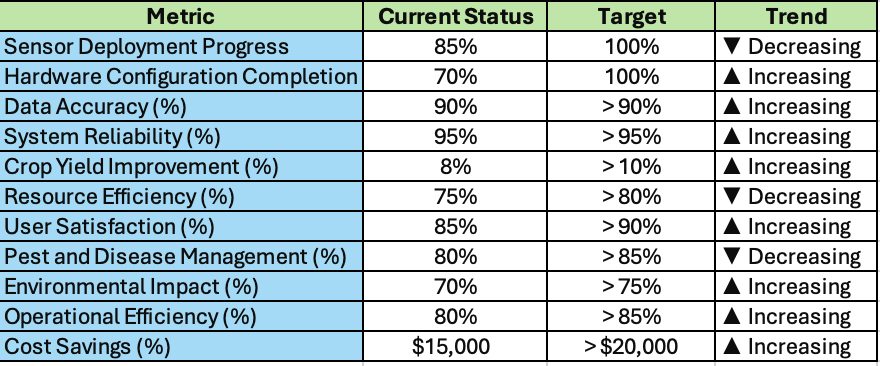 Metric Current Status Target Trend
Sensor Deployment Progress 85% 100% ▼ Decreasing
Hardware Configuration Completion 70% 100% ▲ Increasing
Data Accuracy (%) 90% >90% ▲ Increasing
System Reliability (%) 95% >95% ▲ Increasing
Crop Yield Improvement (%) 8% >10% ▲ Increasing
Resource Efficiency (%) 75% >80% ▼ Decreasing
User Satisfaction (%) 85% >90% ▲ Increasing
Pest and Disease Management (%) 80% >85% ▼ Decreasing
Environmental Impact (%) 70% >75% ▲ Increasing
Operational Efficiency (%) 80% >85% ▲ Increasing
Cost Savings (%) $15,000 >$20,000 ▲ Increasing